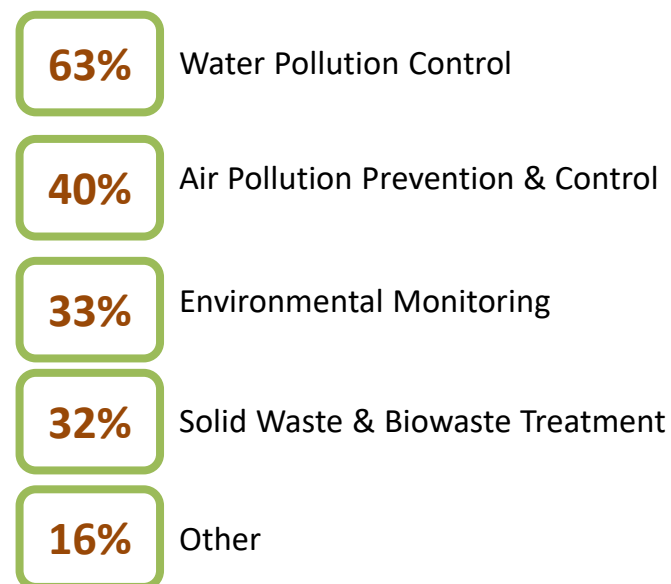 63% Water Pollution Control
40% Air Pollution Prevention & Control
33% Environmental Monitoring
32% Solid Waste & Biowaste Treatment
16% Other